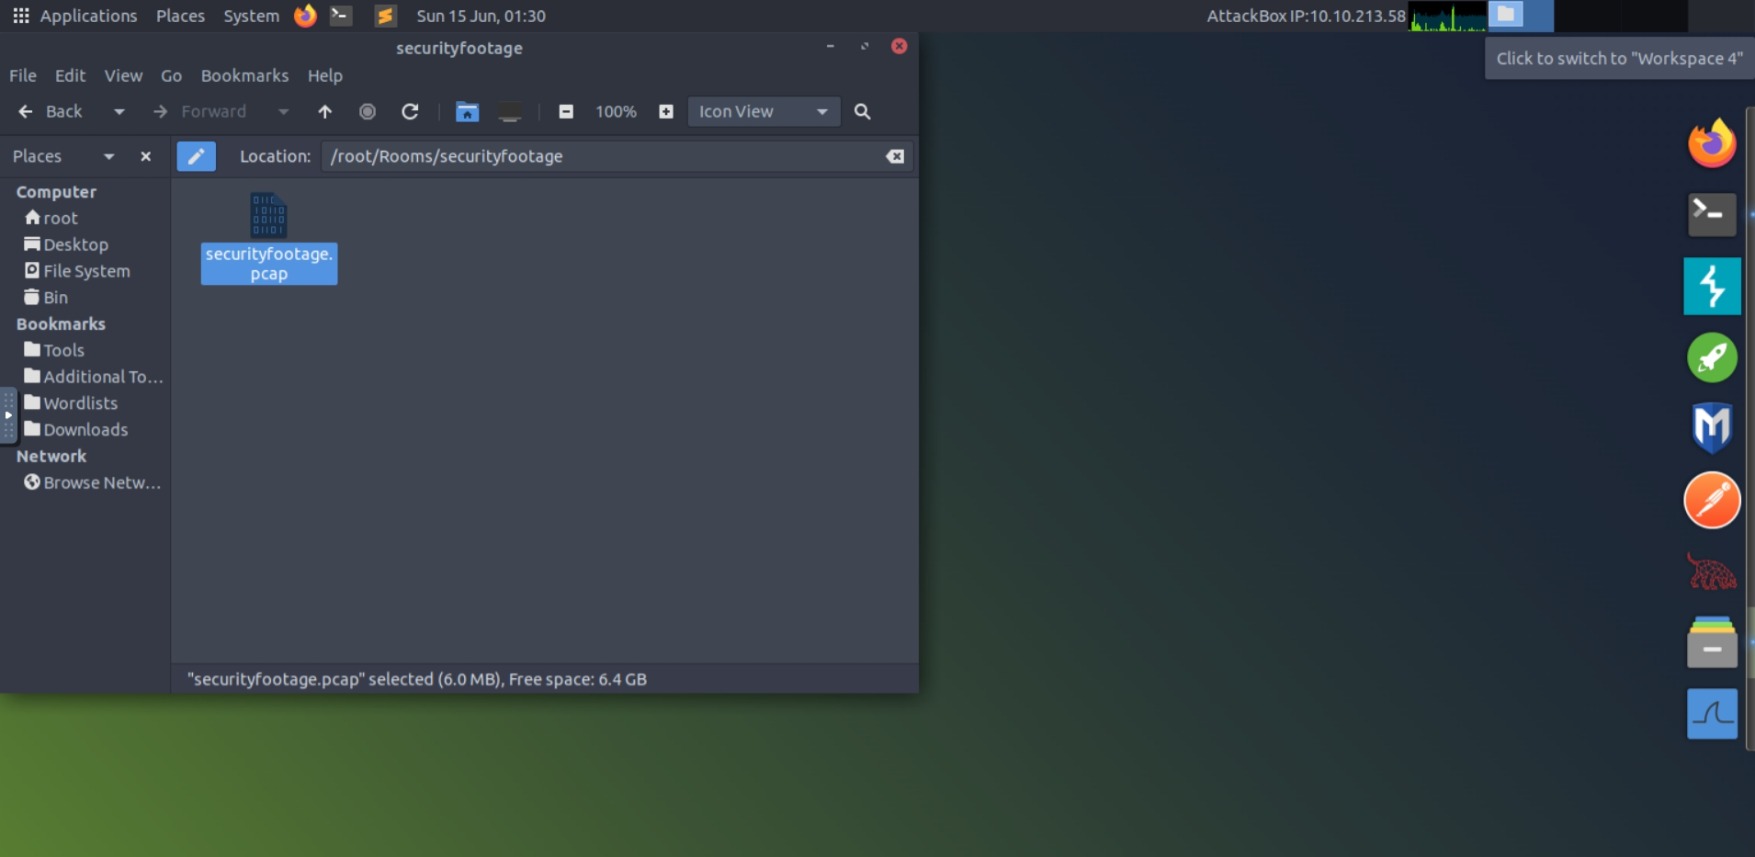 Applications Places System Sun 15 Jun, 01:30 AttackBox IP:10.10.213.58
securityfootage
Click to switch to "Workspace 4"
File Edit View Go Bookmarks Help
Back Forward 100% Icon View
Places Location: /root/Rooms/securityfootage
Computer
root
Desktop
File System
Bin
Bookmarks
Tools
Additional To...
Wordlists
Downloads
Network
Browse Netw...
securityfootage.
pcap
"securityfootage.pcap" selected (6.0 MB), Free space: 6.4 GB